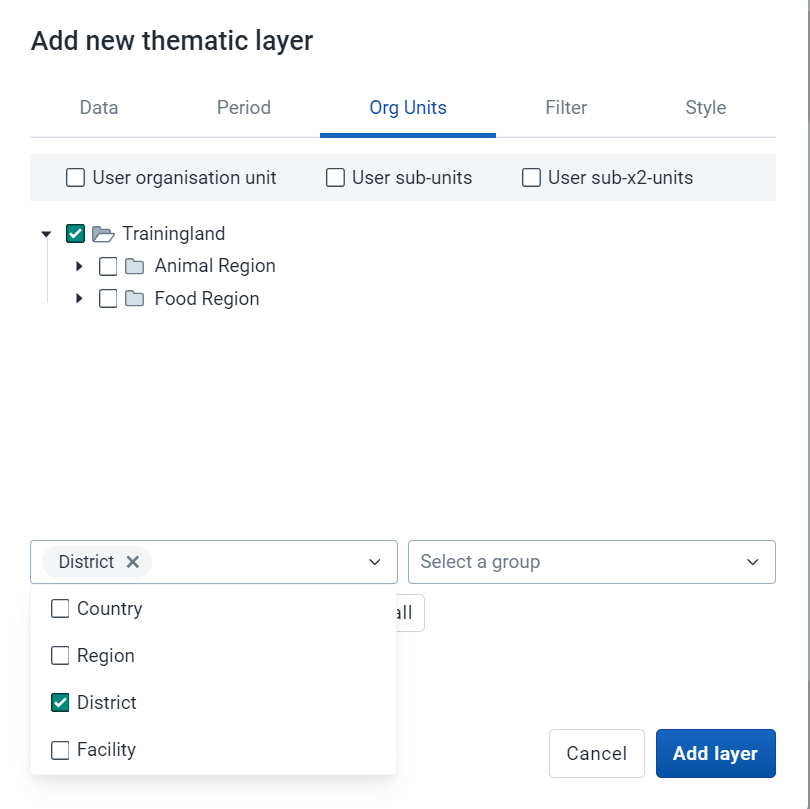 Add new thematic layer
Data Period Org Units Filter Style
User organisation unit User sub-units User sub-x2-units
Trainingland
Animal Region
Food Region
District Select a group
Country
all
Region
District
Facility
Cancel Add layer